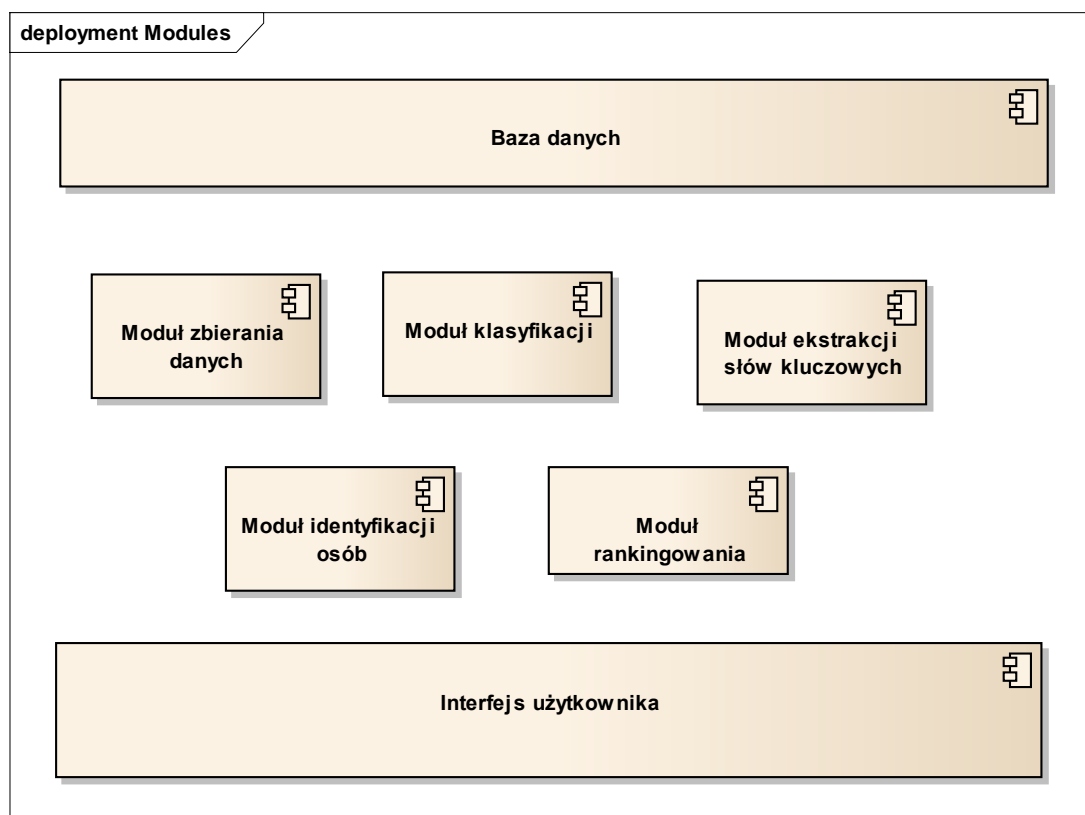 deployment Modules
Baza danych
Moduł zbierania
danych
Moduł klasyfikacji
Moduł ekstrakcji
słów kluczowych
Moduł identyfikacji
osób
Moduł
rankingowania
Interfejs użytkownika